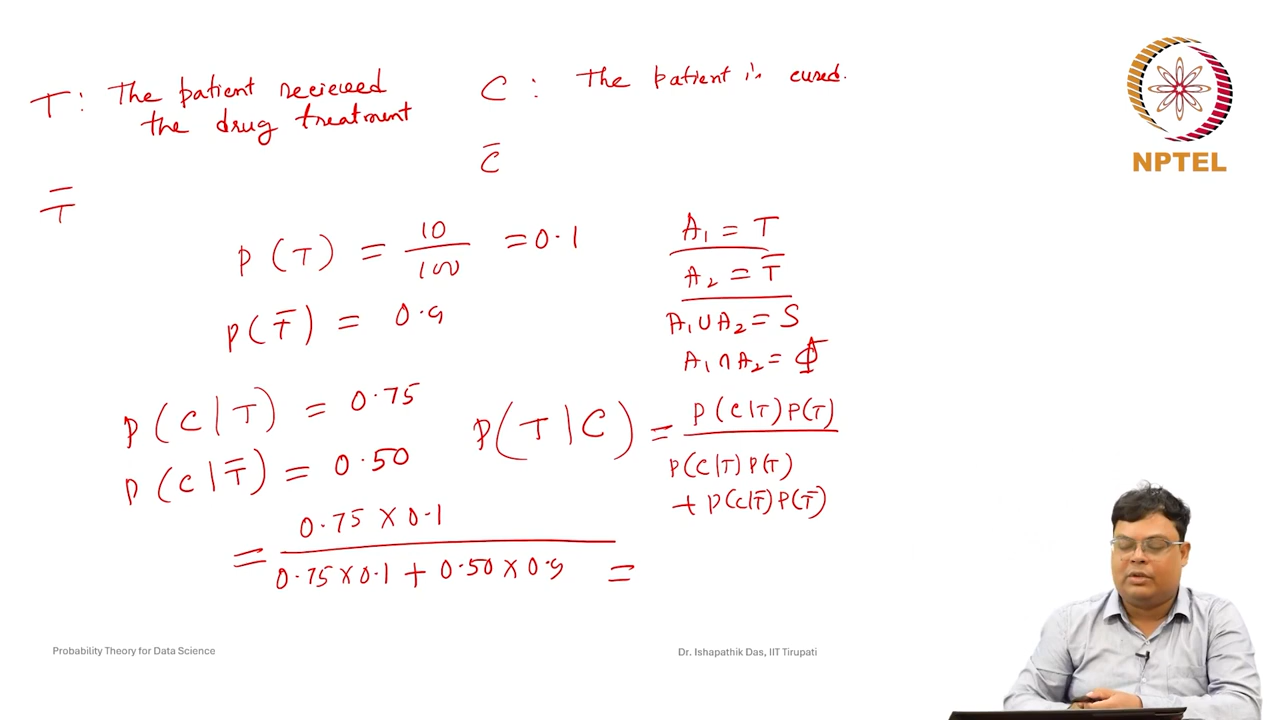 T : The patient recieved
the drug treatment
C : The patient is cured.
C̅
T̅
P(T) = 10/100 = 0.1
P(T̅) = 0.9
A₁ = T
A₂ = T̅
A₁ ∪ A₂ = S
A₁ ∩ A₂ = Φ
P(C|T) = 0.75
P(C|T̅) = 0.50
P(T|C) = P(C|T)P(T)
P(C|T)P(T)
+ P(C|T̅)P(T̅)
= 0.75 × 0.1
0.75 × 0.1 + 0.50 × 0.9 =
NPTEL
Probability Theory for Data Science
Dr. Ishapathik Das, IIT Tirupati